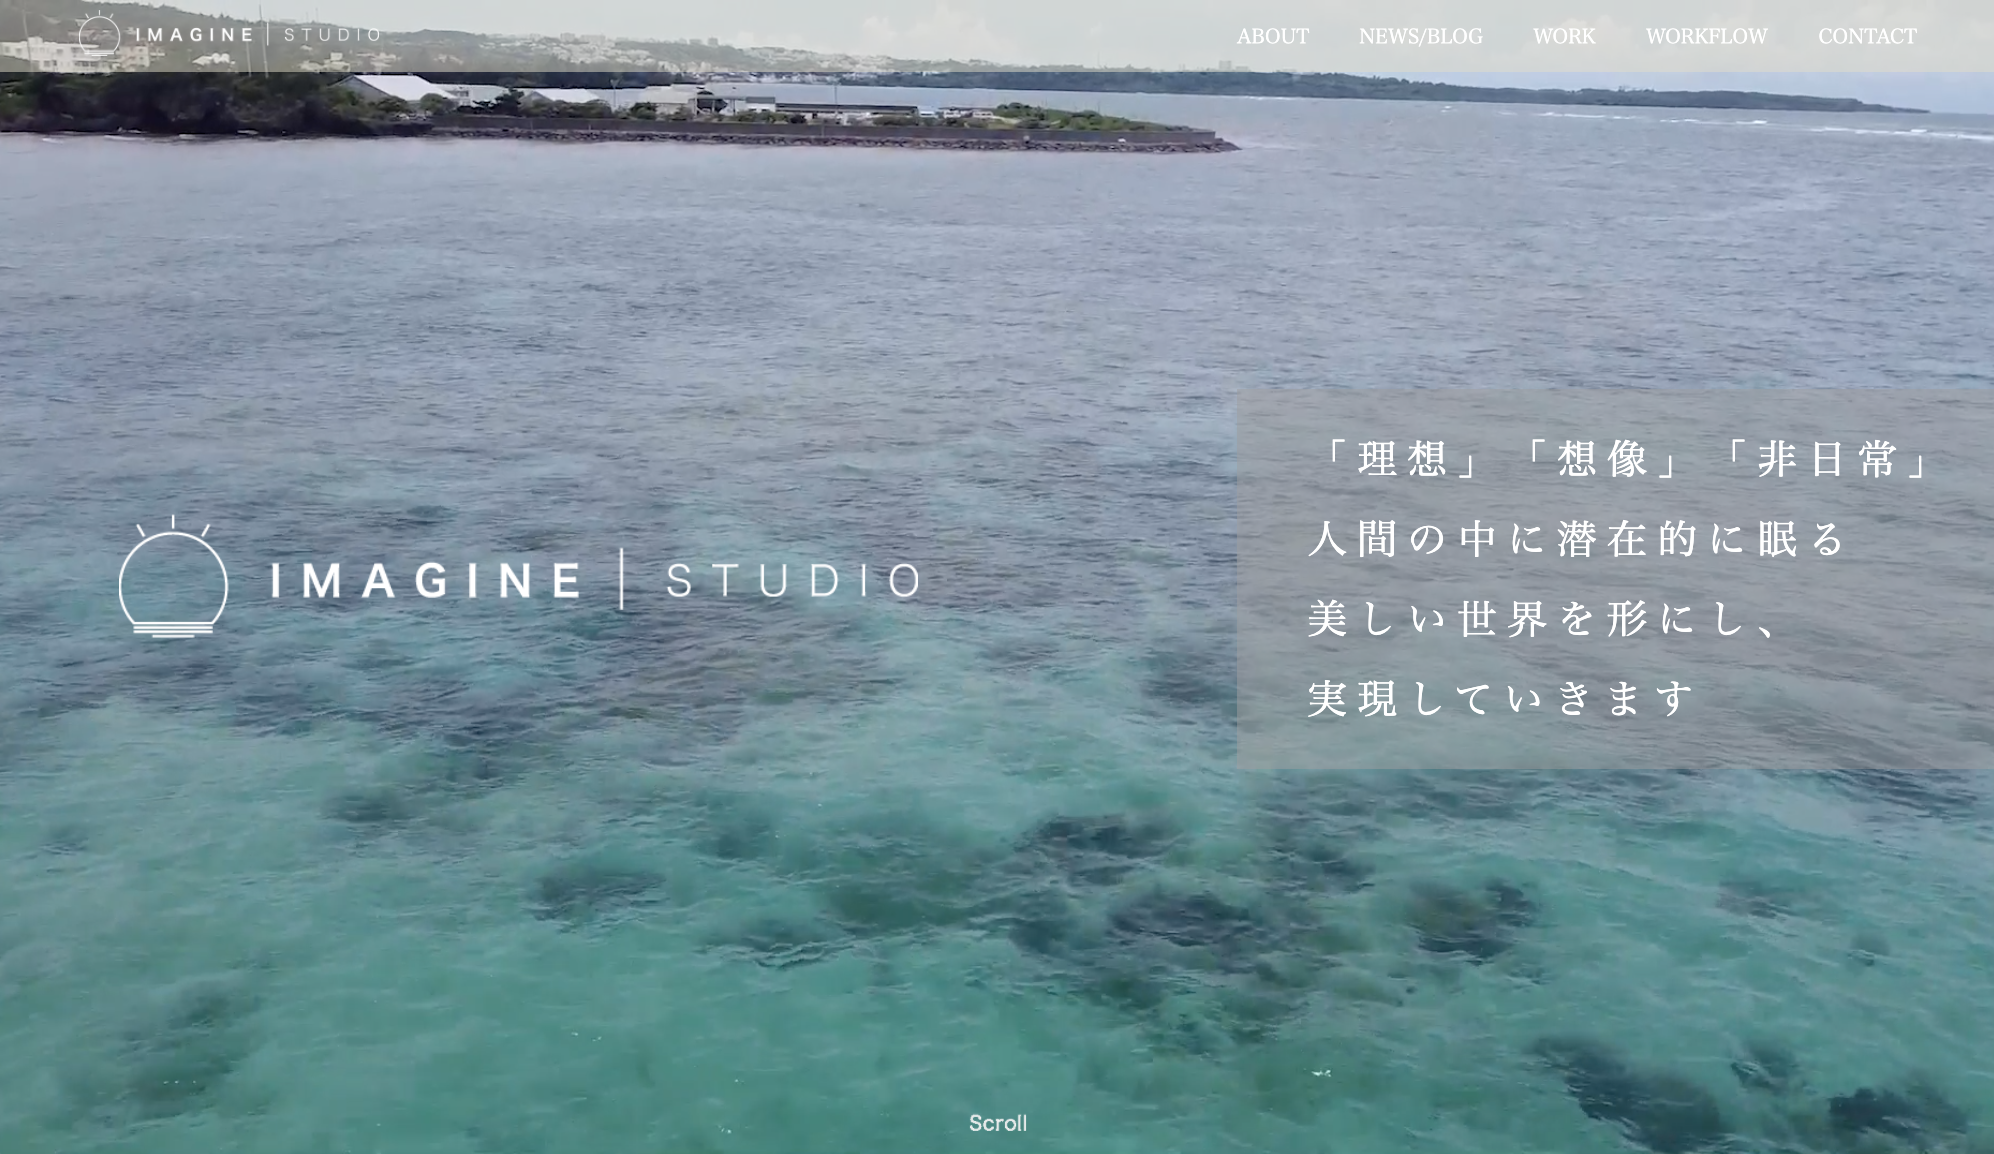 IMAGINE | STUDIO
ABOUT NEWS/BLOG WORK WORKFLOW CONTACT
IMAGINE | STUDIO
「理想」「想像」「非日常」
人間の中に潜在的に眠る
美しい世界を形にし、
実現していきます
Scroll